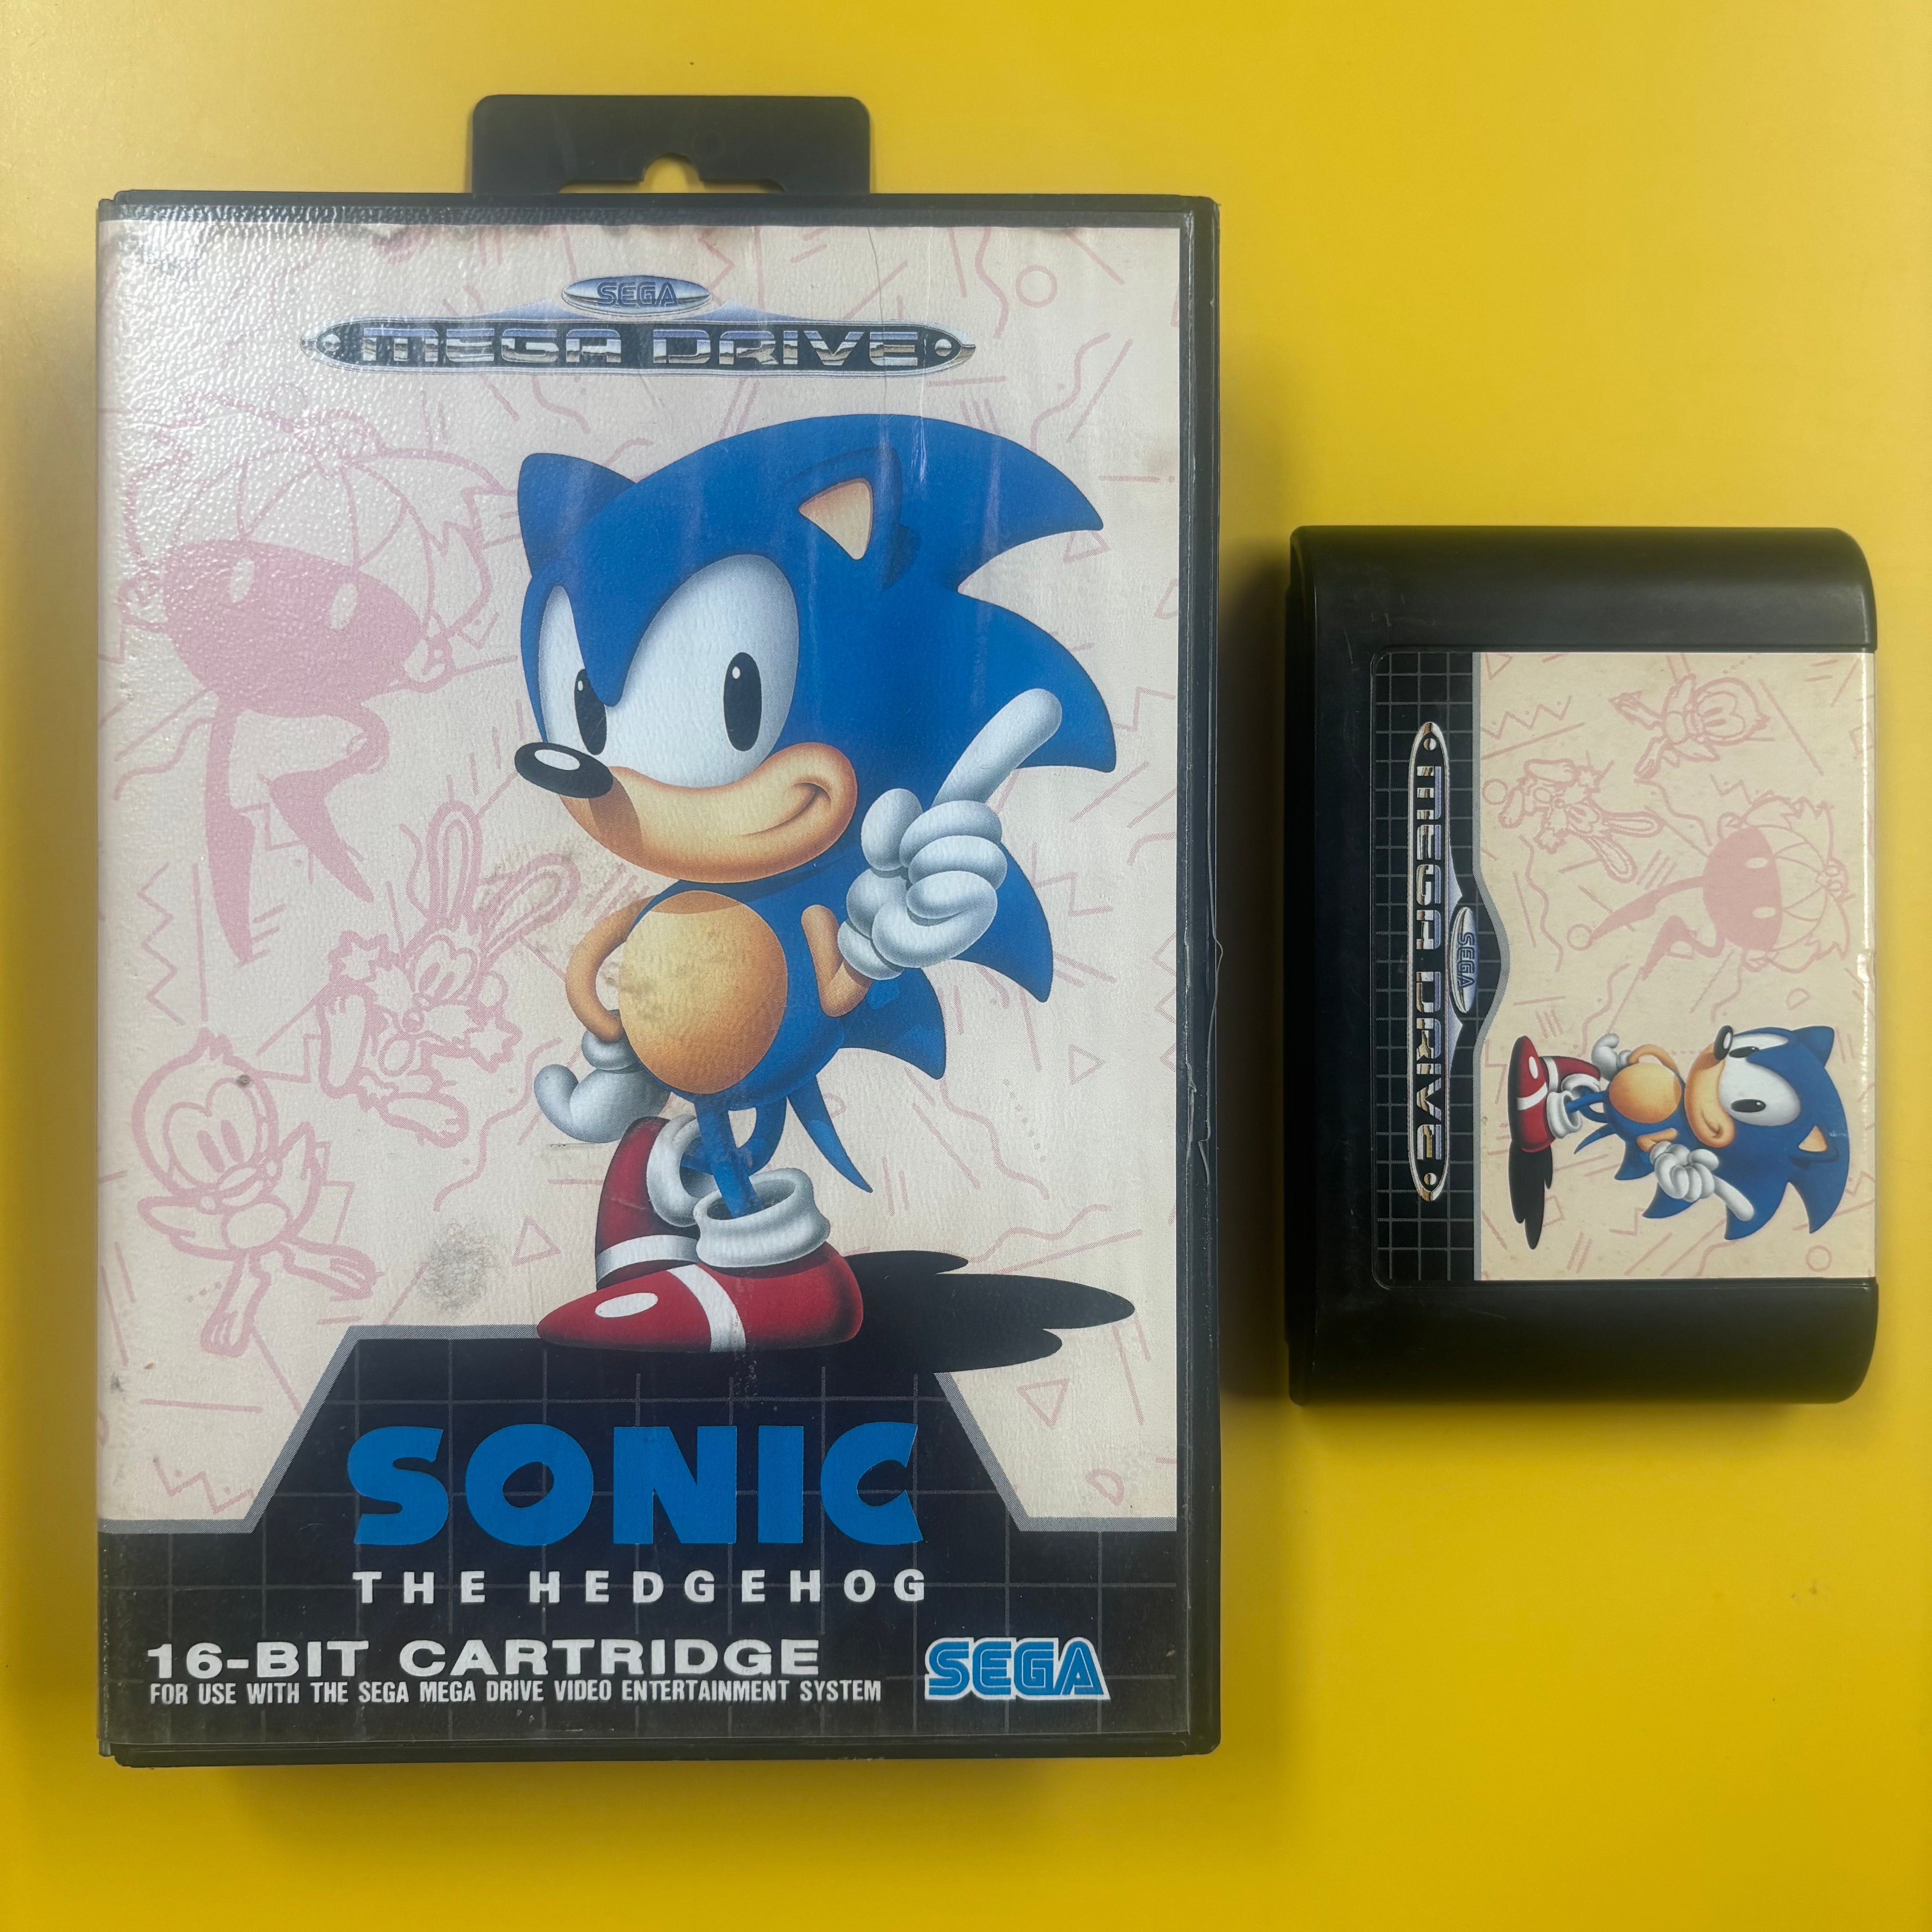 SEGA
MEGA DRIVE
SONIC
THE HEDGEHOG
16-BIT CARTRIDGE
FOR USE WITH THE SEGA MEGA DRIVE VIDEO ENTERTAINMENT SYSTEM
SEGA
SEGA
MEGA DRIVE